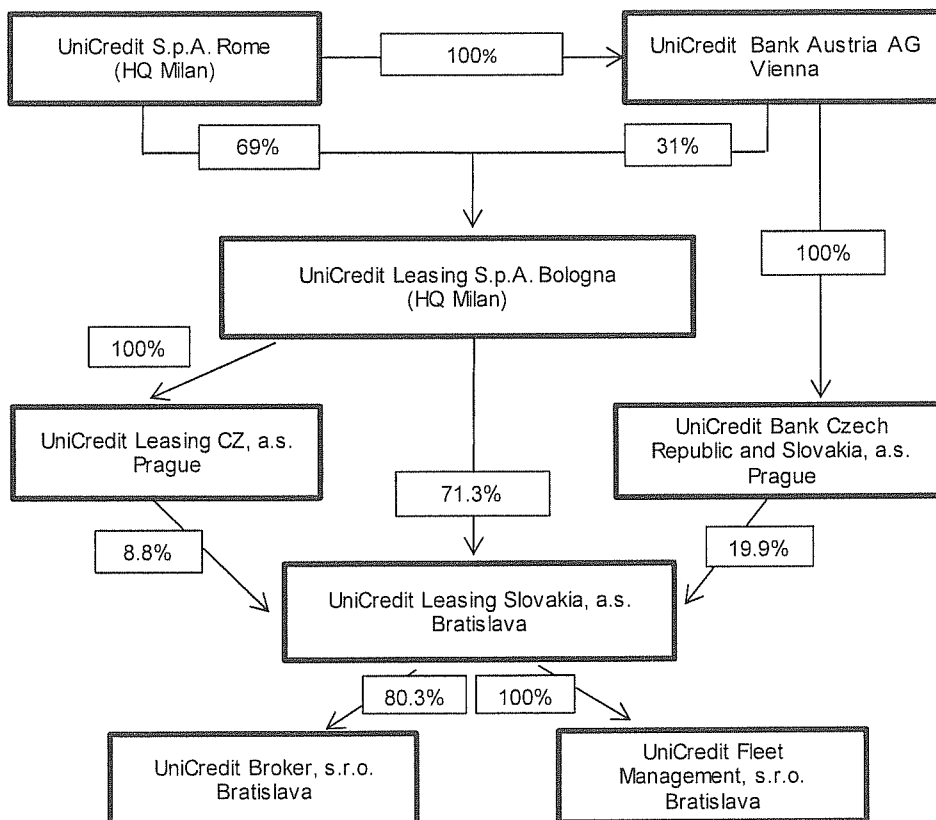 UniCredit S.p.A. Rome
(HQ Milan)
100%
UniCredit Bank Austria AG
Vienna
69%
31%
UniCredit Leasing S.p.A. Bologna
(HQ Milan)
100%
100%
UniCredit Leasing CZ, a.s.
Prague
71.3%
UniCredit Bank Czech
Republic and Slovakia, a.s.
Prague
8.8%
19.9%
UniCredit Leasing Slovakia, a.s.
Bratislava
80.3%
100%
UniCredit Broker, s.r.o.
Bratislava
UniCredit Fleet
Management, s.r.o.
Bratislava